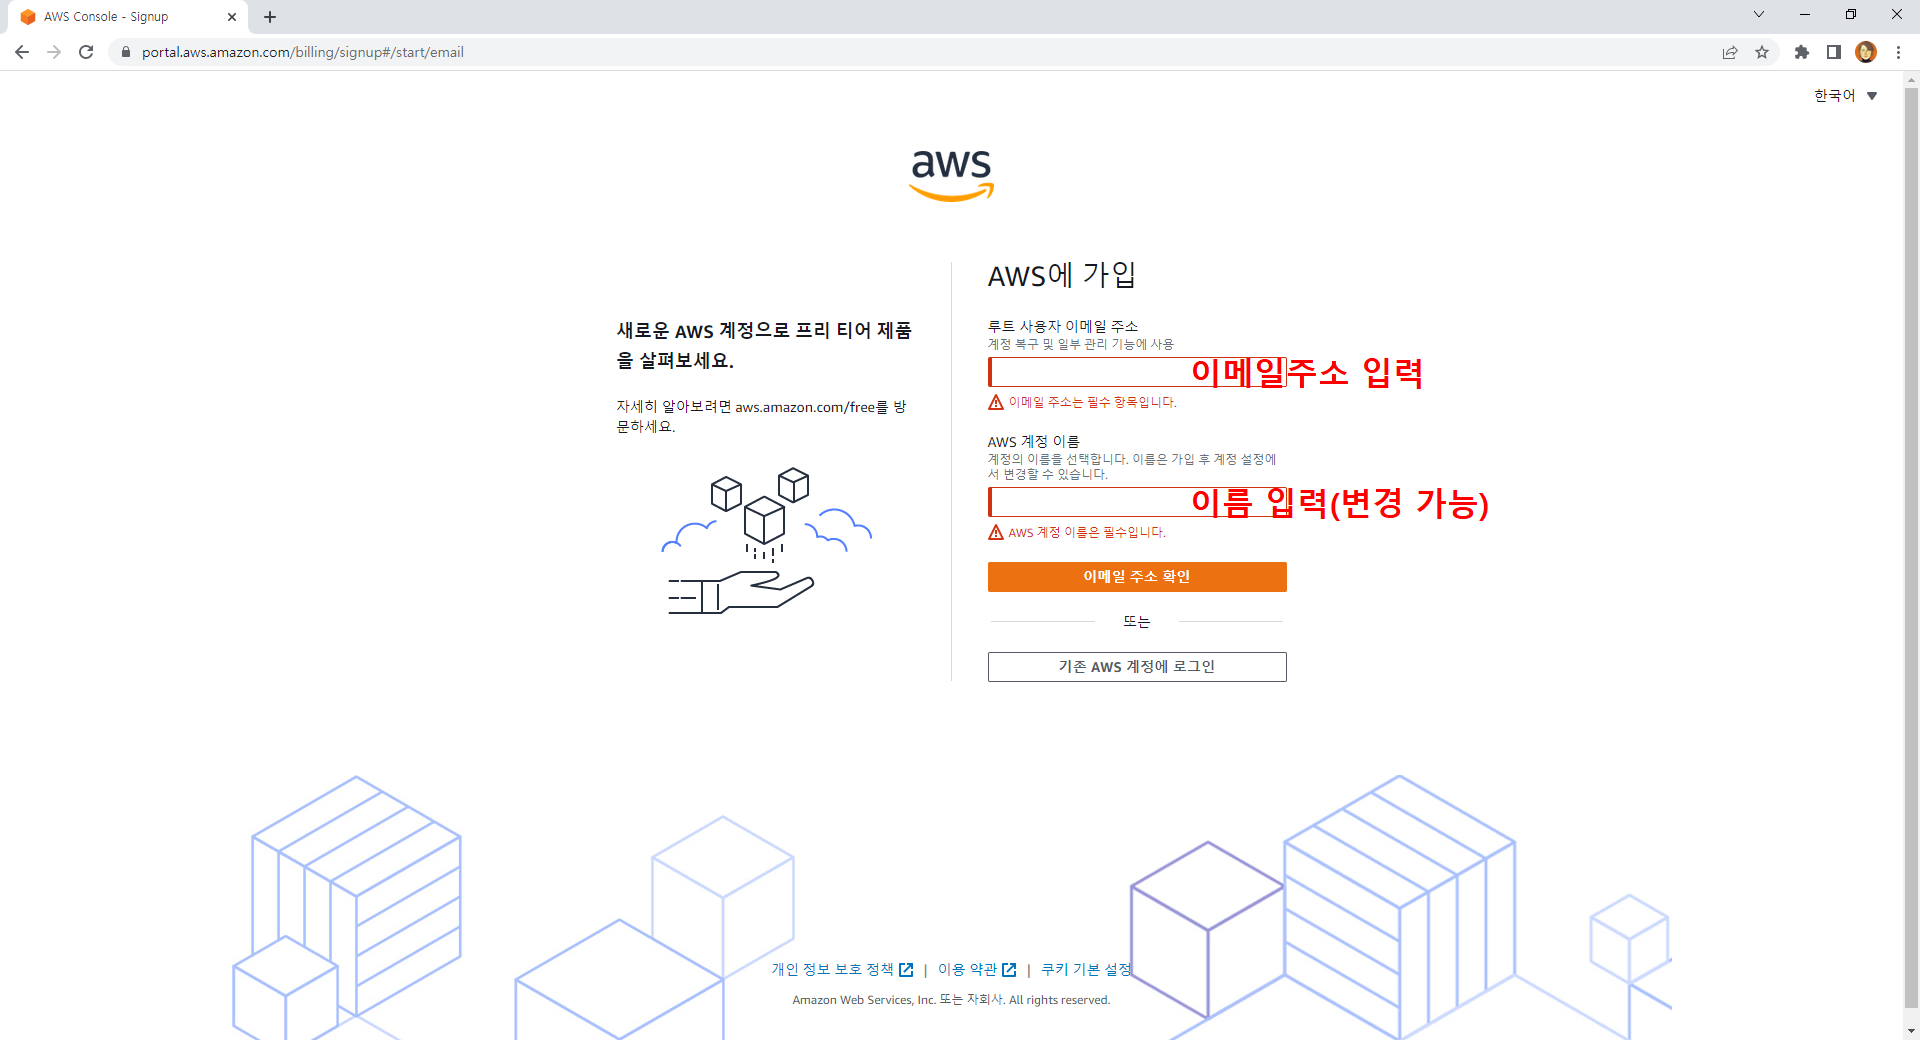 AWS Console - Signup
portal.aws.amazon.com/billing/signup#/start/email
한국어
aws
새로운 AWS 계정으로 프리 티어 제품
을 살펴보세요.
자세히 알아보려면 aws.amazon.com/free를 방
문하세요.
AWS에 가입
루트 사용자 이메일 주소
계정 복구 및 일부 관리 기능에 사용
이메일주소 입력
이메일 주소는 필수 항목입니다.
AWS 계정 이름
계정의 이름을 선택합니다. 이름은 가입 후 계정 설정에
서 변경할 수 있습니다.
이름 입력(변경 가능)
AWS 계정 이름은 필수입니다.
이메일 주소 확인
또는
기존 AWS 계정에 로그인
개인 정보 보호 정책 | 이용 약관 | 쿠키 기본 설정
Amazon Web Services, Inc. 또는 자회사. All rights reserved.